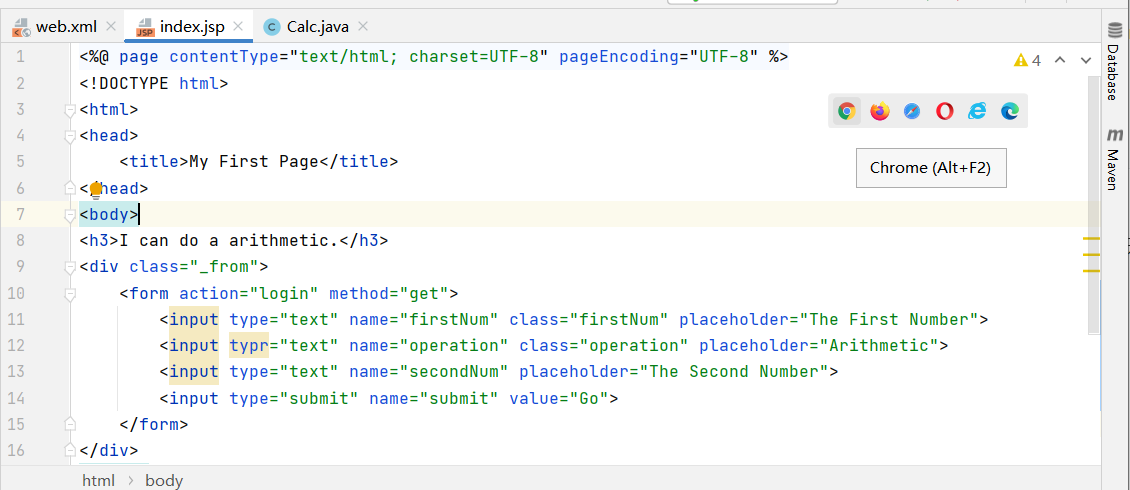 web.xml index.jsp Calc.java
1 <%@ page contentType="text/html; charset=UTF-8" pageEncoding="UTF-8" %>
4
2 <!DOCTYPE html>
3 <html>
4 <head>
5 <title>My First Page</title>
Chrome (Alt+F2)
6 </head>
7 <body>
8 <h3>I can do a arithmetic.</h3>
9 <div class="_from">
10 <form action="login" method="get">
11 <input type="text" name="firstNum" class="firstNum" placeholder="The First Number">
12 <input typr="text" name="operation" class="operation" placeholder="Arithmetic">
13 <input type="text" name="secondNum" placeholder="The Second Number">
14 <input type="submit" name="submit" value="Go">
15 </form>
16 </div>
html › body
Database
m Maven